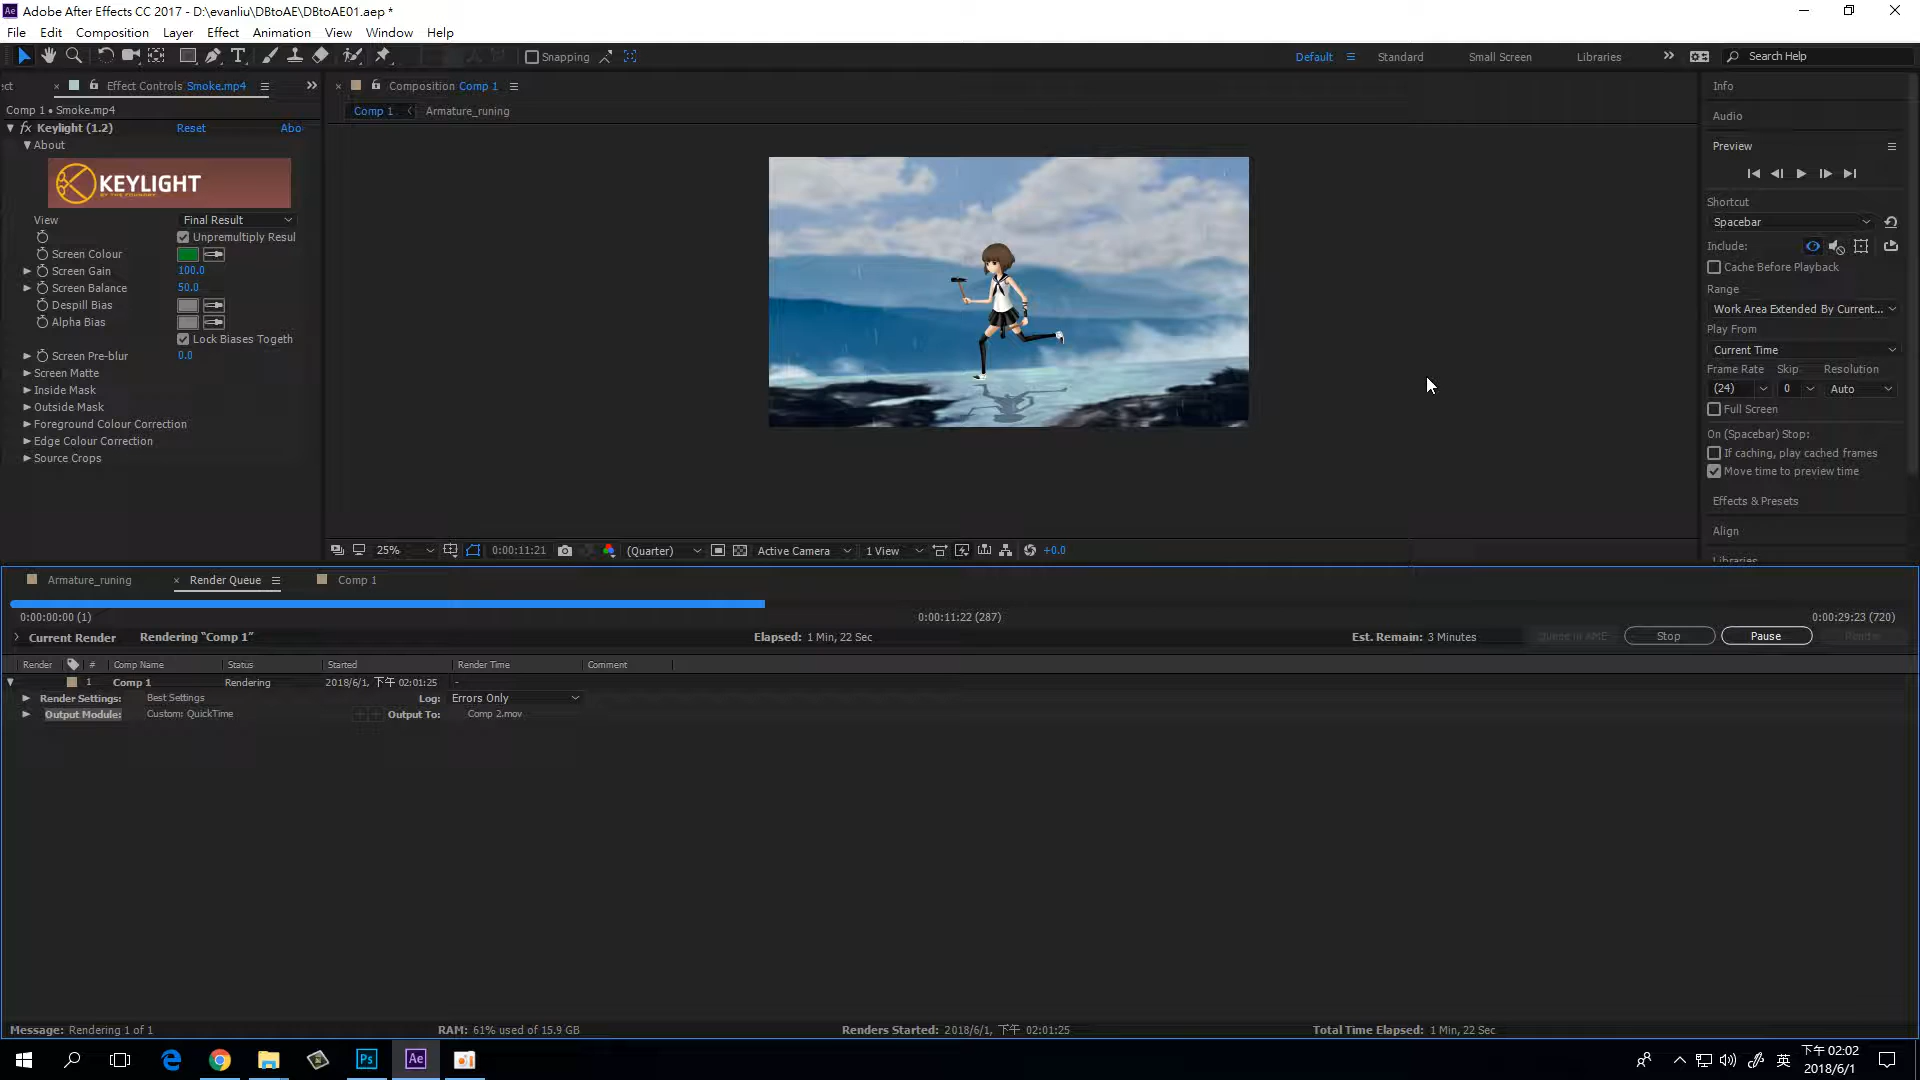 Adobe After Effects CC 2017 - D:\evanliu\DBtoAE\DBtoAE01.aep *
File Edit Composition Layer Effect Animation View Window Help
Snapping Default Standard Small Screen Libraries Search Help
ect Effect Controls Smoke.mp4
Comp 1 • Smoke.mp4
fx Keylight (1.2) Reset Abo
About
KEYLIGHT
BY THE FOUNDRY
View Final Result
Unpremultiply Resul
Screen Colour
Screen Gain 100.0
Screen Balance 50.0
Despill Bias
Alpha Bias
Lock Biases Togeth
Screen Pre-blur 0.0
Screen Matte
Inside Mask
Outside Mask
Foreground Colour Correction
Edge Colour Correction
Source Crops
Composition Comp 1
Comp 1 Armature_runing
25% 0:00:11:21 (Quarter) Active Camera 1 View +0.0
Info
Audio
Preview
Shortcut
Spacebar
Include:
Cache Before Playback
Range
Work Area Extended By Current...
Play From
Current Time
Frame Rate Skip Resolution
(24) 0 Auto
Full Screen
On (Spacebar) Stop:
If caching, play cached frames
Move time to preview time
Effects & Presets
Align
Libraries
Armature_runing Render Queue Comp 1
0:00:00:00 (1) 0:00:11:22 (287) 0:00:29:23 (720)
Current Render Rendering "Comp 1" Elapsed: 1 Min, 22 Sec Est. Remain: 3 Minutes Queue in AME Stop Pause Render
Render # Comp Name Status Started Render Time Comment
1 Comp 1 Rendering 2018/6/1, 下午 02:01:25 -
Render Settings: Best Settings Log: Errors Only
Output Module: Custom: QuickTime Output To: Comp 2.mov
Message: Rendering 1 of 1 RAM: 61% used of 15.9 GB Renders Started: 2018/6/1, 下午 02:01:25 Total Time Elapsed: 1 Min, 22 Sec
Ps Ae 英 下午 02:02
2018/6/1